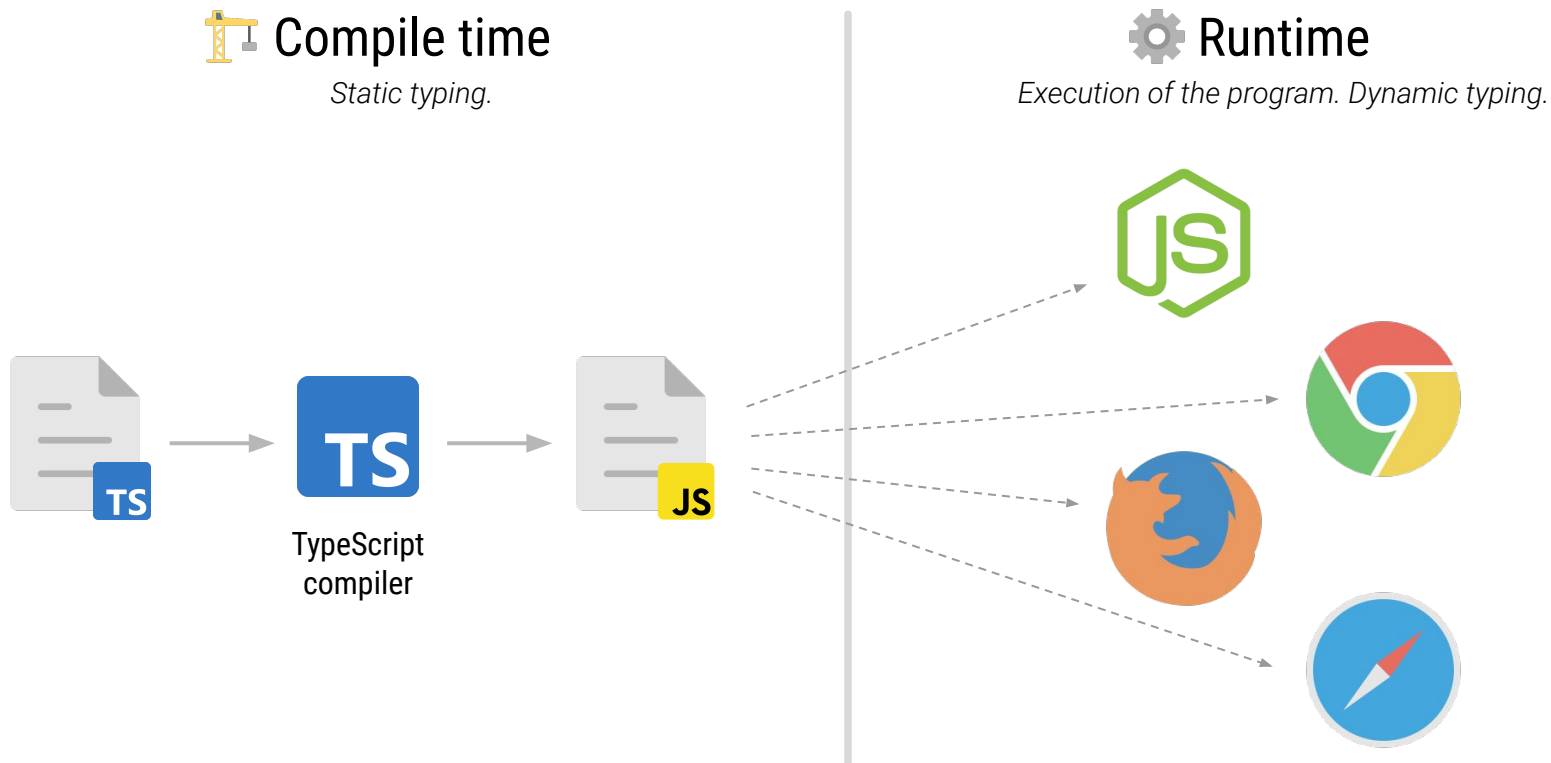 Compile time
Static typing.
Runtime
Execution of the program. Dynamic typing.
TS
TS
TypeScript
compiler
JS
JS